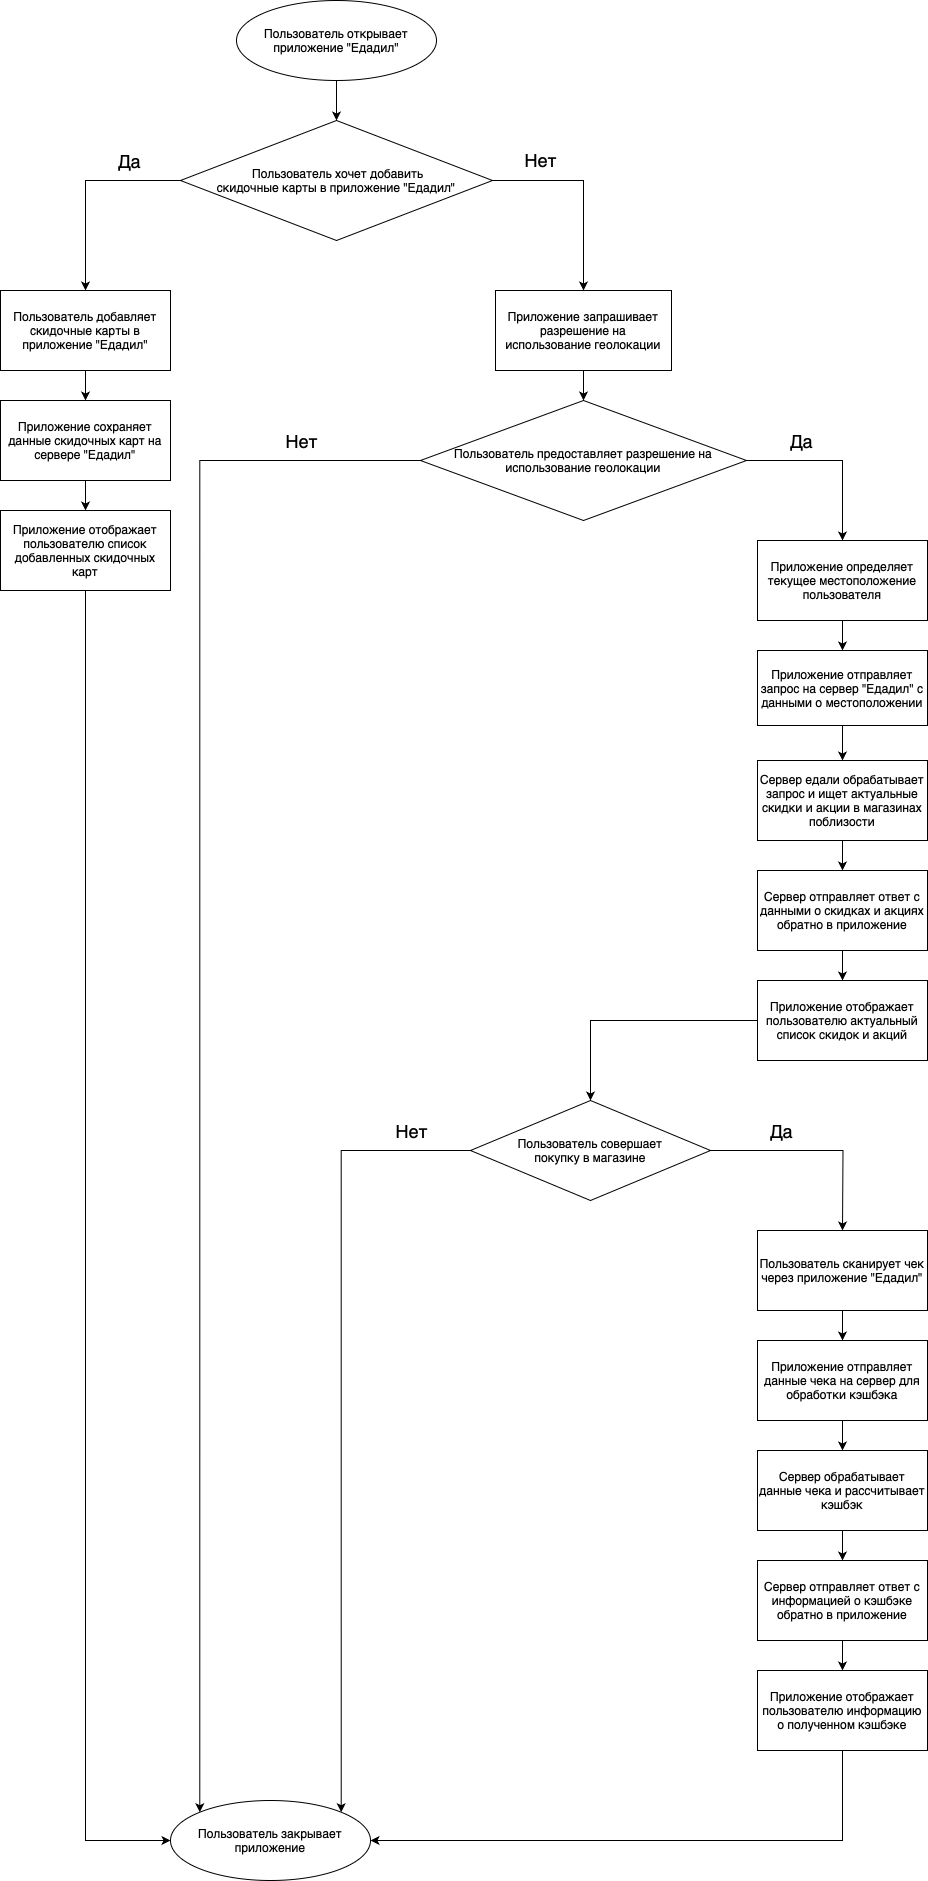 Пользователь открывает
приложение "Едадил"
Да
Нет
Пользователь хочет добавить
скидочные карты в приложение "Едадил"
Пользователь добавляет
скидочные карты в
приложение "Едадил"
Приложение запрашивает
разрешение на
использование геолокации
Приложение сохраняет
данные скидочных карт на
сервере "Едадил"
Нет
Да
Пользователь предоставляет разрешение на
использование геолокации
Приложение отображает
пользователю список
добавленных скидочных
карт
Приложение определяет
текущее местоположение
пользователя
Приложение отправляет
запрос на сервер "Едадил" с
данными о местоположении
Сервер едали обрабатывает
запрос и ищет актуальные
скидки и акции в магазинах
поблизости
Сервер отправляет ответ с
данными о скидках и акциях
обратно в приложение
Приложение отображает
пользователю актуальный
список скидок и акций
Нет
Да
Пользователь совершает
покупку в магазине
Пользователь сканирует чек
через приложение "Едадил"
Приложение отправляет
данные чека на сервер для
обработки кэшбэка
Сервер обрабатывает
данные чека и рассчитывает
кэшбэк
Сервер отправляет ответ с
информацией о кэшбэке
обратно в приложение
Приложение отображает
пользователю информацию
о полученном кэшбэке
Пользователь закрывает
приложение